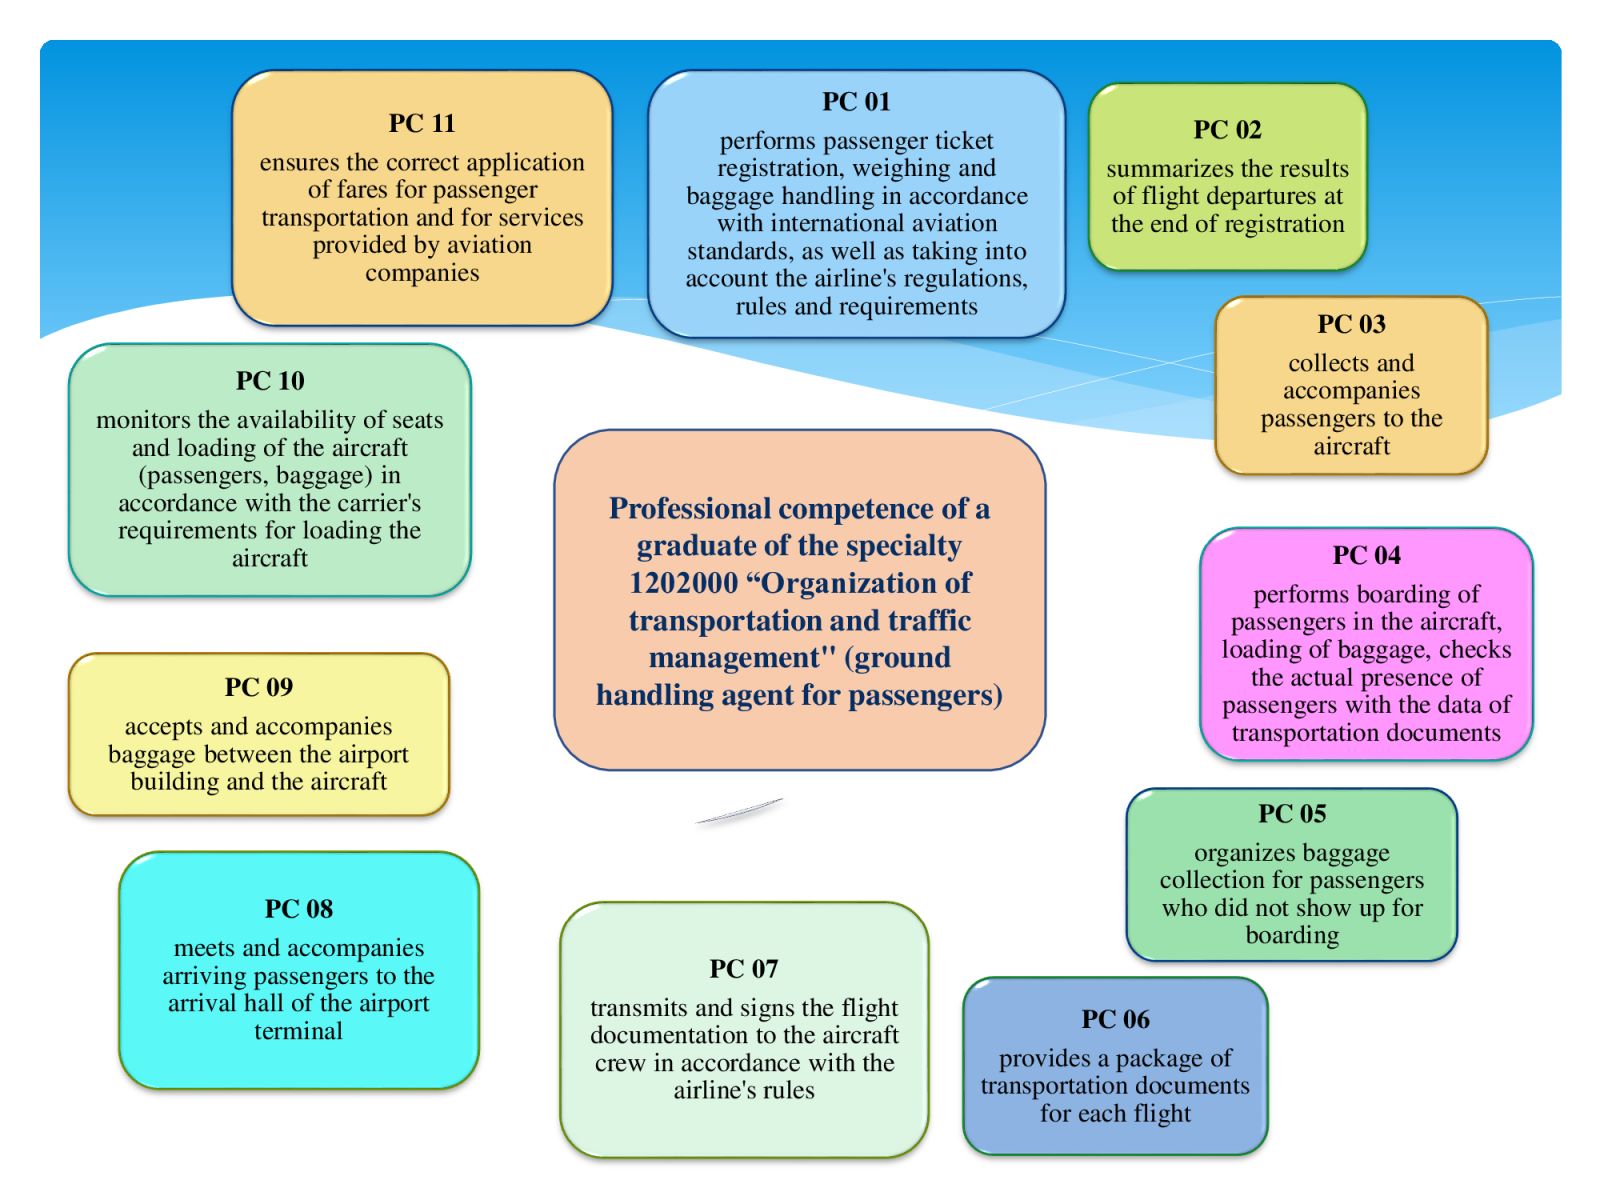 PC 11
ensures the correct application
of fares for passenger
transportation and for services
provided by aviation
companies
PC 01
performs passenger ticket
registration, weighing and
baggage handling in accordance
with international aviation
standards, as well as taking into
account the airline's regulations,
rules and requirements
PC 02
summarizes the results
of flight departures at
the end of registration
PC 03
collects and
accompanies
passengers to the
aircraft
PC 10
monitors the availability of seats
and loading of the aircraft
(passengers, baggage) in
accordance with the carrier's
requirements for loading the
aircraft
Professional competence of a
graduate of the specialty
1202000 “Organization of
transportation and traffic
management" (ground
handling agent for passengers)
PC 04
performs boarding of
passengers in the aircraft,
loading of baggage, checks
the actual presence of
passengers with the data of
transportation documents
PC 09
accepts and accompanies
baggage between the airport
building and the aircraft
PC 05
organizes baggage
collection for passengers
who did not show up for
boarding
PC 08
meets and accompanies
arriving passengers to the
arrival hall of the airport
terminal
PC 07
transmits and signs the flight
documentation to the aircraft
crew in accordance with the
airline's rules
PC 06
provides a package of
transportation documents
for each flight